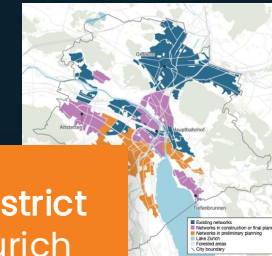 Oerlikon
Altstetten
Hauptbahnhof
Tiefenbrunnen
Existing networks
Networks in construction or final plann
Networks in preliminary planning
Lake Zurich
Forested areas
City boundary
strict
urich